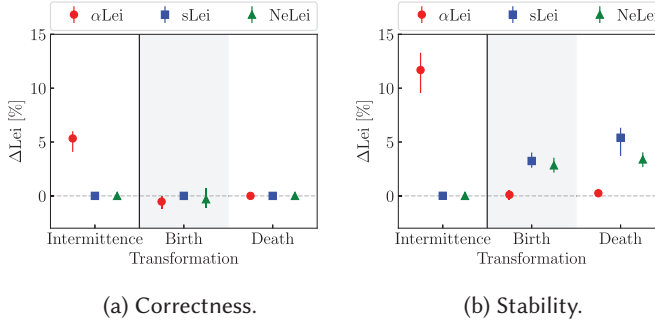 αLei sLei NeLei
15
10
5
0
ΔLei [%]
Intermittence Birth Death
Transformation
(a) Correctness.
αLei sLei NeLei
15
10
5
0
ΔLei [%]
Intermittence Birth Death
Transformation
(b) Stability.